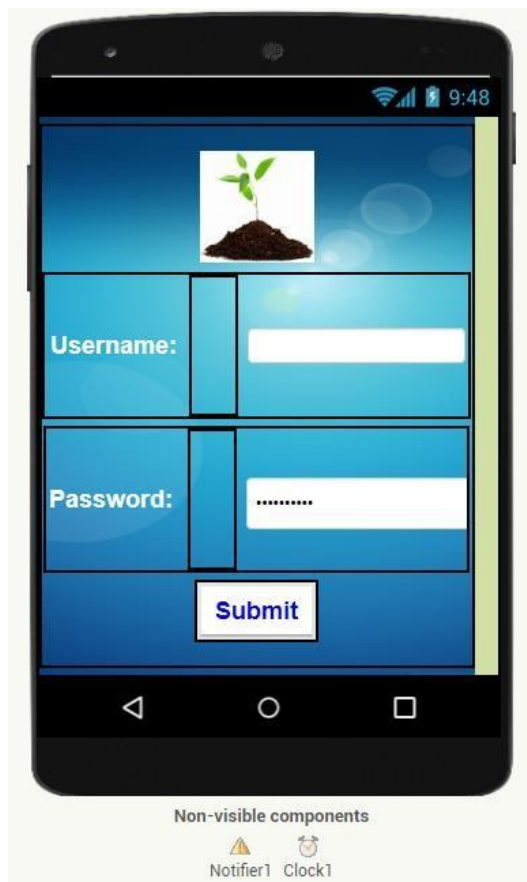 9:48
Username:
Password:
••••••••••
Submit
Non-visible components
Notifier1 Clock1